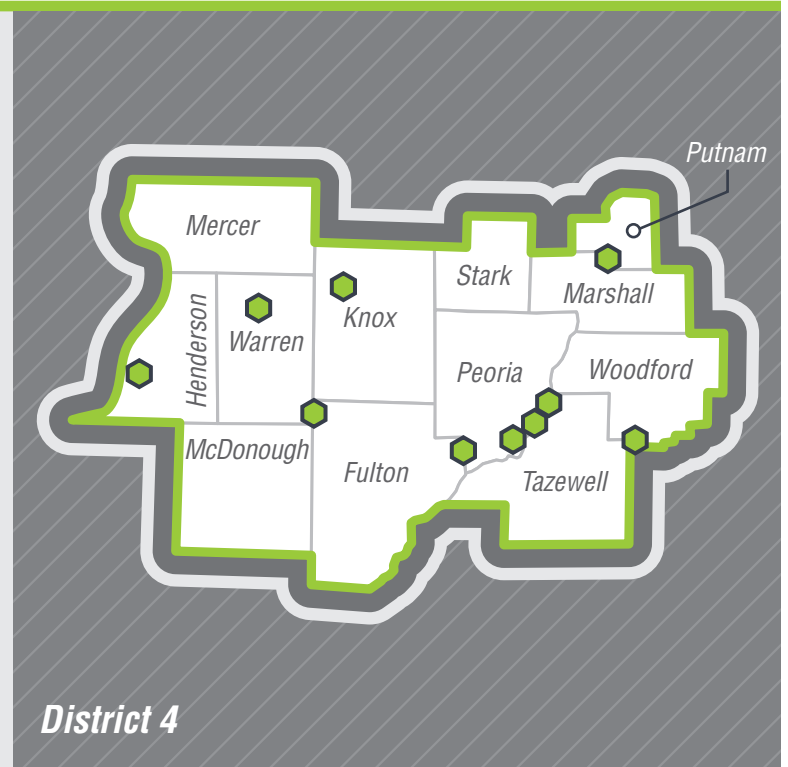 Putnam
Mercer
Stark
Marshall
Henderson
Knox
Warren
Peoria
Woodford
McDonough
Fulton
Tazewell
District 4